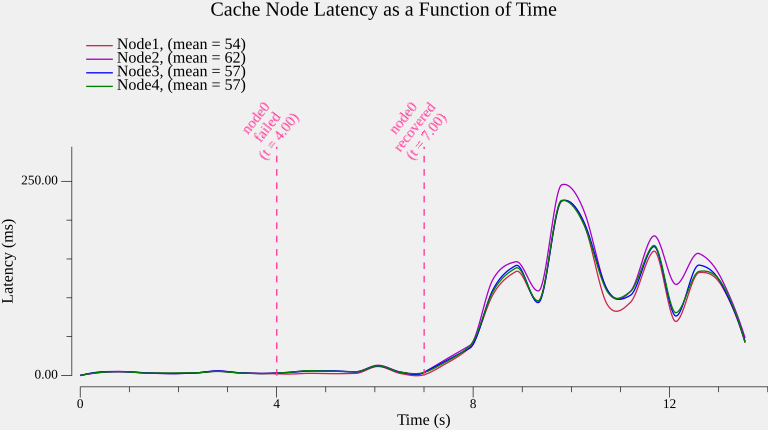 Cache Node Latency as a Function of Time
Node1, (mean = 54)
Node2, (mean = 62)
Node3, (mean = 57)
Node4, (mean = 57)
node0
failed
(t = 4.00)
node0
recovered
(t = 7.00)
250.00
0.00
Latency (ms)
0
4
8
12
Time (s)